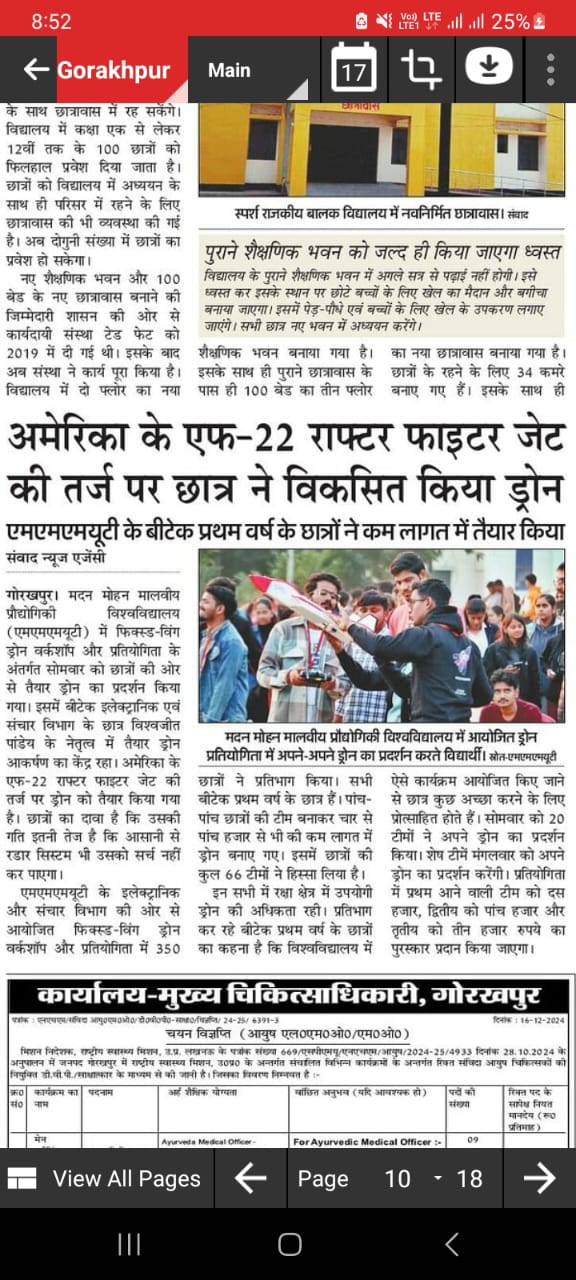 8:52
Vo) LTE LTE1 25%
Gorakhpur
Main
17
के साथ छात्रावास में रह सकेंगे।
विद्यालय में कक्षा एक से लेकर
12वीं तक के 100 छात्रों को
फिलहाल प्रवेश दिया जाता है।
छात्रों को विद्यालय में अध्ययन के
साथ ही परिसर में रहने के लिए
छात्रावास की भी व्यवस्था की गई
है। अब दोगुनी संख्या में छात्रों का
प्रवेश हो सकेगा।
नए शैक्षणिक भवन और 100
बेड के नए छात्रावास बनाने की
जिम्मेदारी शासन की ओर से
कार्यदायी संस्था टेड फेट को
2019 में दी गई थी। इसके बाद
अब संस्था ने कार्य पूरा किया है।
विद्यालय में दो फ्लोर का नया
छात्रावास
स्पर्श राजकीय बालक विद्यालय में नवनिर्मित छात्रावास। संवाद
पुराने शैक्षणिक भवन को जल्द ही किया जाएगा ध्वस्त
विद्यालय के पुराने शैक्षणिक भवन में अगले सत्र से पढ़ाई नहीं होगी। इसे
ध्वस्त कर इसके स्थान पर छोटे बच्चों के लिए खेल का मैदान और बगीचा
बनाया जाएगा। इसमें पेड़-पौधे एवं बच्चों के लिए खेल के उपकरण लगाए
जाएंगे। सभी छात्र नए भवन में अध्ययन करेंगे।
शैक्षणिक भवन बनाया गया है।
इसके साथ ही पुराने छात्रावास के
पास ही 100 बेड का तीन फ्लोर
का नया छात्रावास बनाया गया है।
छात्रों के रहने के लिए 34 कमरे
बनाए गए हैं। इसके साथ ही
अमेरिका के एफ-22 राफ्टर फाइटर जेट
की तर्ज पर छात्र ने विकसित किया ड्रोन
एमएमएमयूटी के बीटेक प्रथम वर्ष के छात्रों ने कम लागत में तैयार किया
संवाद न्यूज एजेंसी
गोरखपुर। मदन मोहन मालवीय
प्रौद्योगिकी विश्वविद्यालय
(एमएमएमयूटी) में फिक्स्ड-विंग
ड्रोन वर्कशॉप और प्रतियोगिता के
अंतर्गत सोमवार को छात्रों की ओर
से तैयार ड्रोन का प्रदर्शन किया
गया। इसमें बीटेक इलेक्ट्रानिक एवं
संचार विभाग के छात्र विश्वजीत
पांडेय के नेतृत्व में तैयार ड्रोन
आकर्षण का केंद्र रहा। अमेरिका के
एफ-22 राफ्टर फाइटर जेट की
तर्ज पर ड्रोन को तैयार किया गया
है। छात्रों का दावा है कि उसकी
गति इतनी तेज है कि आसानी से
रडार सिस्टम भी उसको सर्च नहीं
कर पाएगा।
एमएमएमयूटी के इलेक्ट्रानिक
और संचार विभाग की ओर से
आयोजित फिक्स्ड-विंग ड्रोन
वर्कशॉप और प्रतियोगिता में 350
मदन मोहन मालवीय प्रौद्योगिकी विश्वविद्यालय में आयोजित ड्रोन
प्रतियोगिता में अपने-अपने ड्रोन का प्रदर्शन करते विद्यार्थी। स्रोत-एमएमएमयूटी
छात्रों ने प्रतिभाग किया। सभी
बीटेक प्रथम वर्ष के छात्र हैं। पांच-
पांच छात्रों की टीम बनाकर चार से
पांच हजार से भी की कम लागत में
ड्रोन बनाए गए। इसमें छात्रों की
कुल 66 टीमों ने हिस्सा लिया है।
इन सभी में रक्षा क्षेत्र में उपयोगी
ड्रोन की अधिकता रही। प्रतिभाग
कर रहे बीटेक प्रथम वर्ष के छात्रों
का कहना है कि विश्वविद्यालय में
ऐसे कार्यक्रम आयोजित किए जाने
से छात्र कुछ अच्छा करने के लिए
प्रोत्साहित होते हैं। सोमवार को 20
टीमों ने अपने ड्रोन का प्रदर्शन
किया। शेष टीमें मंगलवार को अपने
ड्रोन का प्रदर्शन करेंगी। प्रतियोगिता
में प्रथम आने वाली टीम को दस
हजार, द्वितीय को पांच हजार और
तृतीय को तीन हजार रुपये का
पुरस्कार प्रदान किया जाएगा।
कार्यालय-मुख्य चिकित्साधिकारी, गोरखपुर
पत्रांक : एनएचएम/संविदा आयु0एम0ओ0/डी0वी0पी0-साक्षा0/विज्ञप्ति/ 24-25/ 6391-3
दिनांक : 16-12-2024
चयन विज्ञप्ति (आयुष एल०एम०ओ०/एम०ओ०)
मिशन निदेशक, राष्ट्रीय स्वास्थ्य मिशन, उ.प्र. लखनऊ के पत्रांक संख्या 669/एसपीएमयू/एनएचएम/आयुष/2024-25/4933 दिनांक 28.10.2024 के
अनुपालन में जनपद गोरखपुर में राष्ट्रीय स्वास्थ्य मिशन, उ0प्र0 के अन्तर्गत संचालित विभिन्न कार्यक्रमों के अन्तर्गत रिक्त संविदा आयुष चिकित्सकों की
नियुक्ति डी.वी.पी./साक्षात्कार के माध्यम से की जानी है। जिसका विवरण निम्नवत है :-
क्र0 सं0
कार्यक्रम का नाम
पदनाम
अर्ह शैक्षिक योग्यता
वांछित अनुभव (यदि आवश्यक हो)
पदों की संख्या
रिक्त पद के सापेक्ष नियत मानदेय (रू0 प्रतिमाह)
मेन
Ayurveda Medical Officer-
For Ayurvedic Medical Officer :-
09
View All Pages
Page 10 - 18